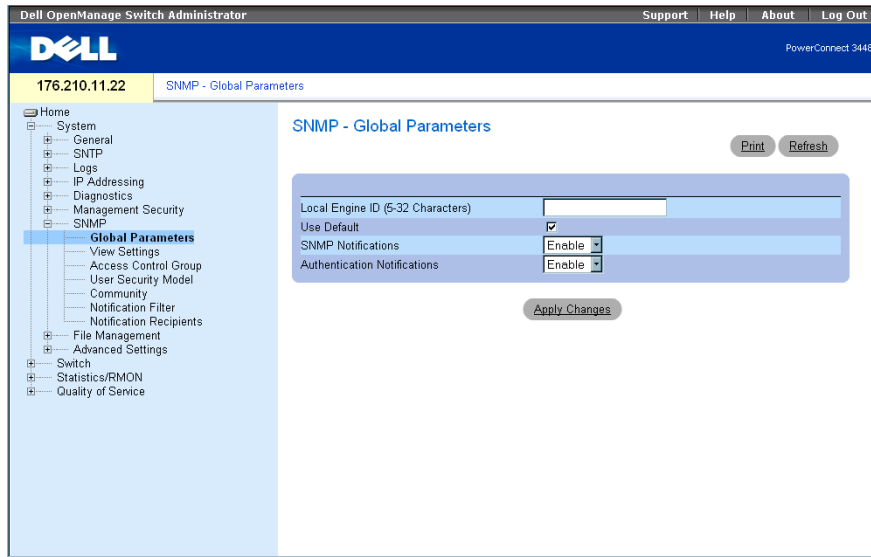 Dell OpenManage Switch Administrator
Support Help About Log Out
DELL
PowerConnect 3448
176.210.11.22
SNMP - Global Parameters
Home
System
General
SNTP
Logs
IP Addressing
Diagnostics
Management Security
SNMP
Global Parameters
View Settings
Access Control Group
User Security Model
Community
Notification Filter
Notification Recipients
File Management
Advanced Settings
Switch
Statistics/RMON
Quality of Service
SNMP - Global Parameters
Print Refresh
Local Engine ID (5-32 Characters)
Use Default
SNMP Notifications Enable
Authentication Notifications Enable
Apply Changes